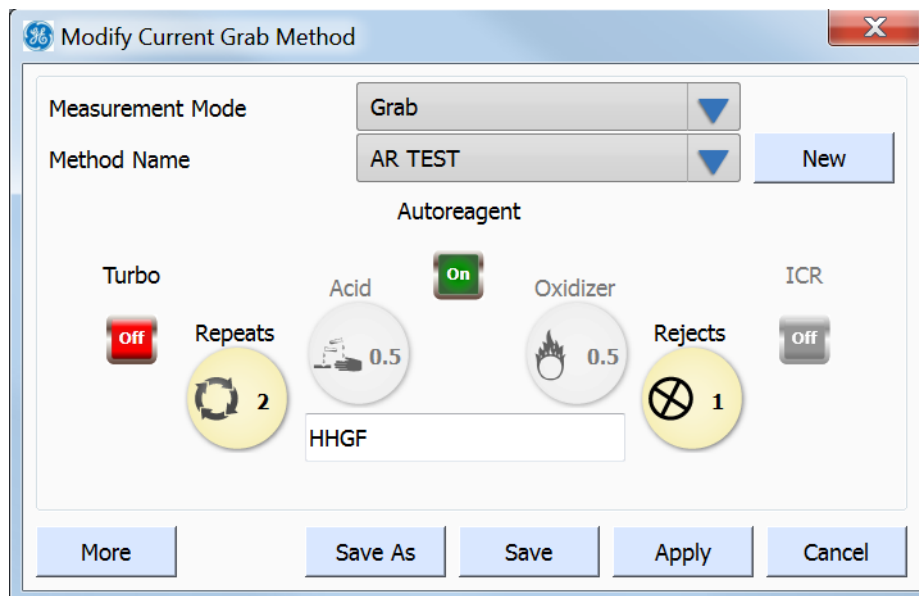 Modify Current Grab Method
X
Measurement Mode Grab
Method Name AR TEST New
Autoreagent
Turbo Acid On Oxidizer ICR
Off Repeats 0.5 0.5 Rejects Off
2 1
HHGF
More Save As Save Apply Cancel